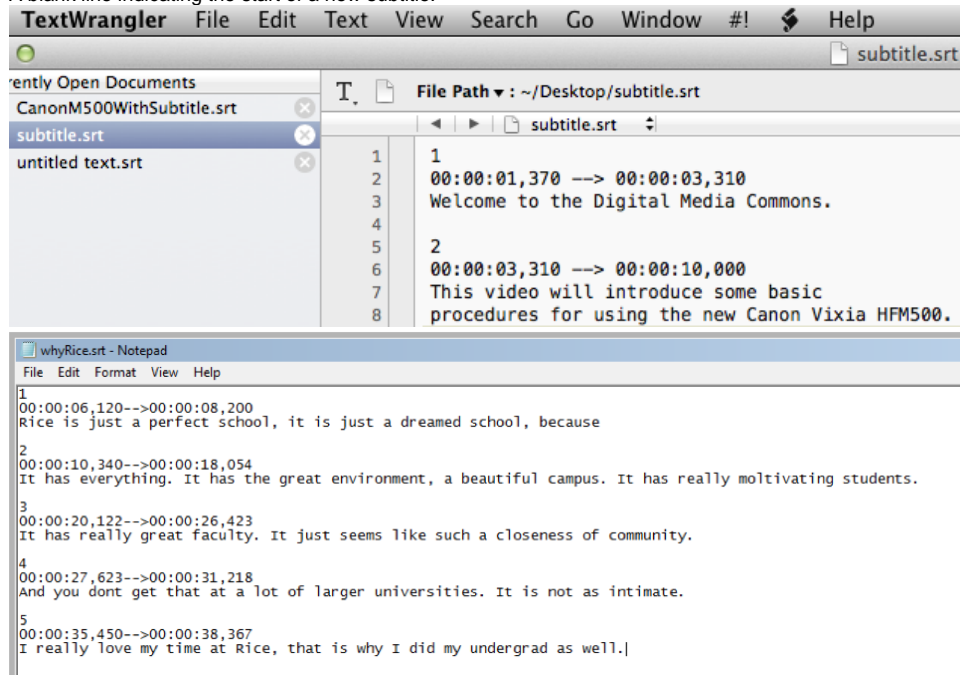 TextWrangler File Edit Text View Search Go Window #! Help
subtitle.srt
rently Open Documents
CanonM500WithSubtitle.srt
subtitle.srt
untitled text.srt
File Path ▾ : ~/Desktop/subtitle.srt
subtitle.srt
1 1
2 00:00:01,370 --> 00:00:03,310
3 Welcome to the Digital Media Commons.
4
5 2
6 00:00:03,310 --> 00:00:10,000
7 This video will introduce some basic
8 procedures for using the new Canon Vixia HFM500.
whyRice.srt - Notepad
File Edit Format View Help
1
00:00:06,120-->00:00:08,200
Rice is just a perfect school, it is just a dreamed school, because
2
00:00:10,340-->00:00:18,054
It has everything. It has the great environment, a beautiful campus. It has really moltivating students.
3
00:00:20,122-->00:00:26,423
It has really great faculty. It just seems like such a closeness of community.
4
00:00:27,623-->00:00:31,218
And you dont get that at a lot of larger universities. It is not as intimate.
5
00:00:35,450-->00:00:38,367
I really love my time at Rice, that is why I did my undergrad as well.